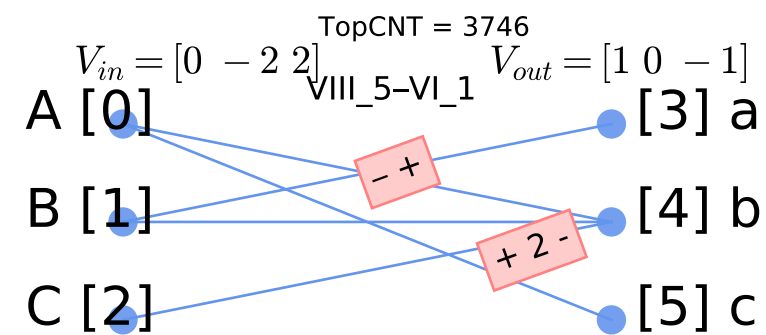 TopCNT = 3746
V_in = [0 −2 2] V_out = [1 0 −1]
VIII_5–VI_1
A [0] [3] a
− +
B [1] [4] b
+ 2 -
C [2] [5] c